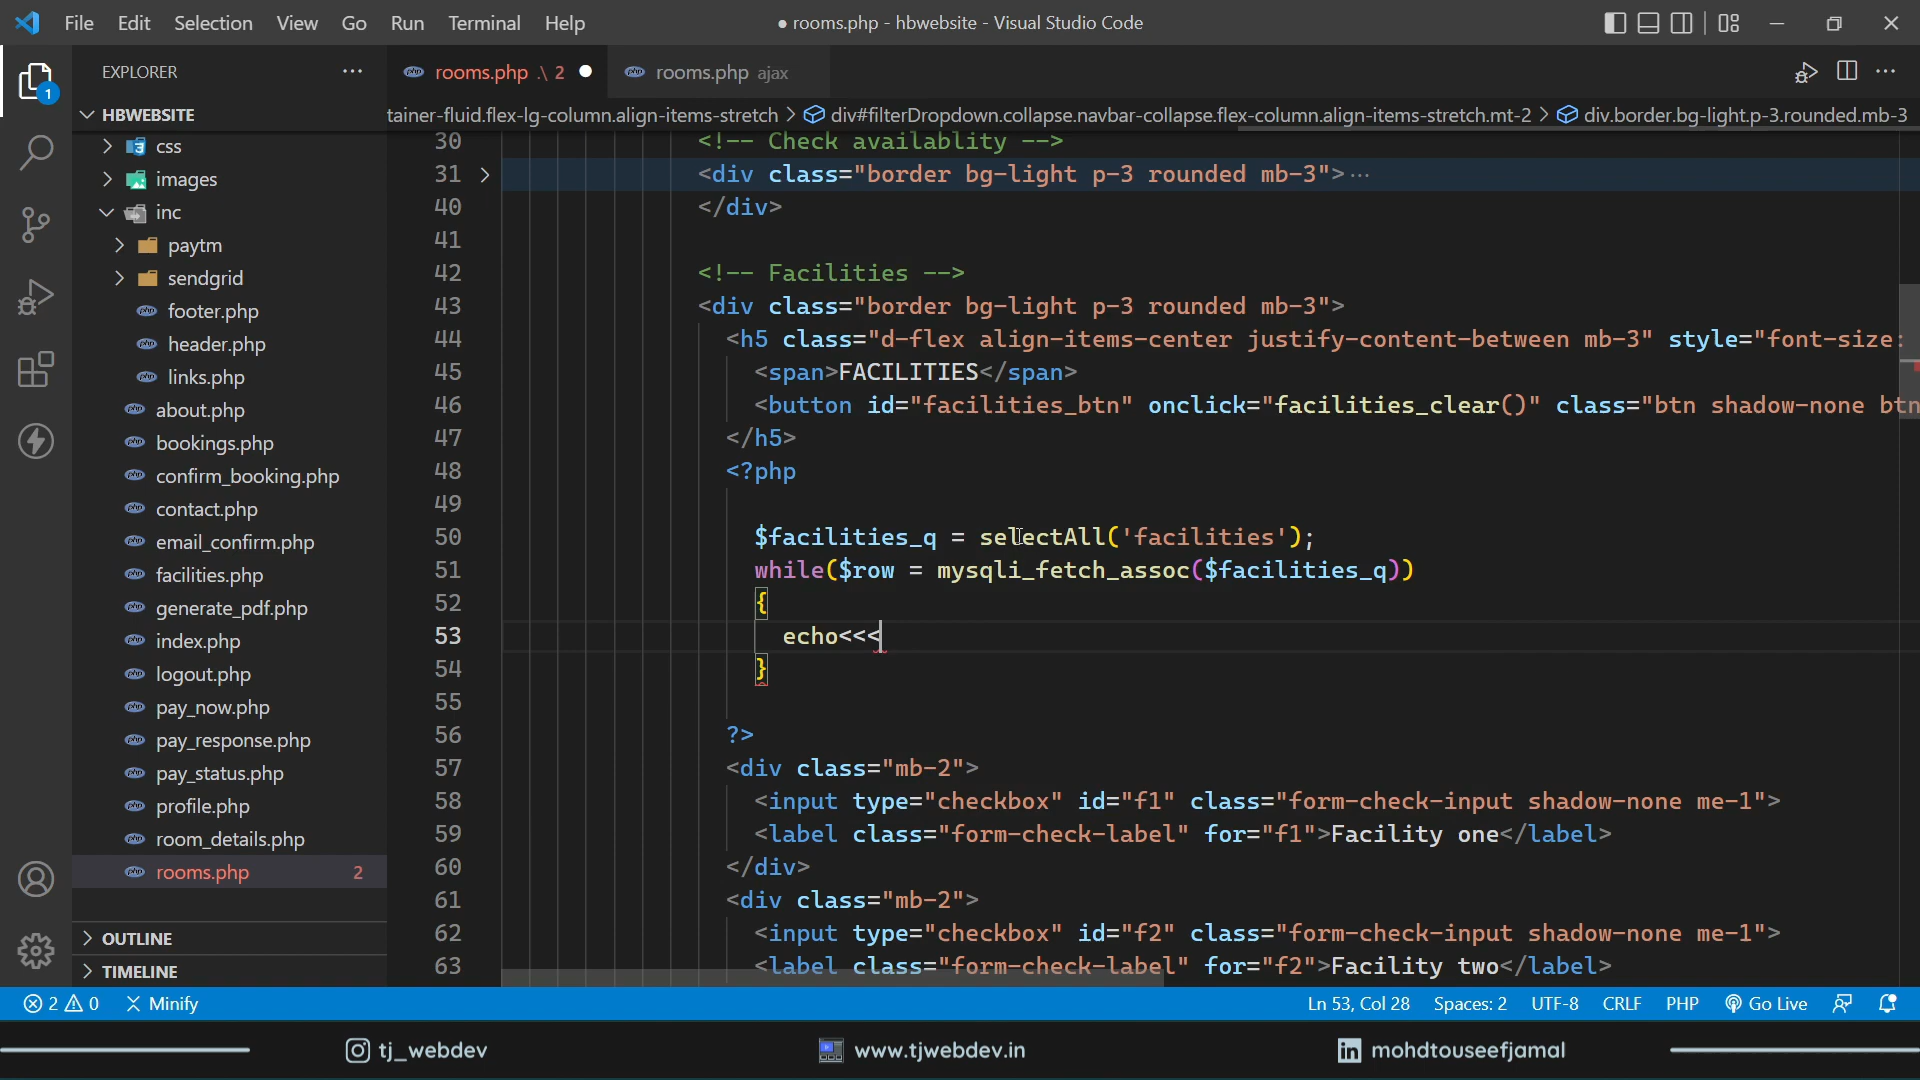 File Edit Selection View Go Run Terminal Help
● rooms.php - hbwebsite - Visual Studio Code
EXPLORER
rooms.php .\ 2
rooms.php ajax
1
HBWEBSITE
tainer-fluid.flex-lg-column.align-items-stretch > div#filterDropdown.collapse.navbar-collapse.flex-column.align-items-stretch.mt-2 > div.border.bg-light.p-3.rounded.mb-3
css
images
inc
paytm
sendgrid
footer.php
header.php
links.php
about.php
bookings.php
confirm_booking.php
contact.php
email_confirm.php
facilities.php
generate_pdf.php
index.php
logout.php
pay_now.php
pay_response.php
pay_status.php
profile.php
room_details.php
rooms.php 2
OUTLINE
TIMELINE
30 <!-- Check availablity -->
31 <div class="border bg-light p-3 rounded mb-3">···
40 </div>
41
42 <!-- Facilities -->
43 <div class="border bg-light p-3 rounded mb-3">
44 <h5 class="d-flex align-items-center justify-content-between mb-3" style="font-size:
45 <span>FACILITIES</span>
46 <button id="facilities_btn" onclick="facilities_clear()" class="btn shadow-none btn
47 </h5>
48 <?php
49
50 $facilities_q = selectAll('facilities');
51 while($row = mysqli_fetch_assoc($facilities_q))
52 {
53 echo<<<
54 }
55
56 ?>
57 <div class="mb-2">
58 <input type="checkbox" id="f1" class="form-check-input shadow-none me-1">
59 <label class="form-check-label" for="f1">Facility one</label>
60 </div>
61 <div class="mb-2">
62 <input type="checkbox" id="f2" class="form-check-input shadow-none me-1">
63 <label class="form-check-label" for="f2">Facility two</label>
2 0 Minify
Ln 53, Col 28 Spaces: 2 UTF-8 CRLF PHP Go Live
tj_webdev
www.tjwebdev.in
mohdtouseefjamal